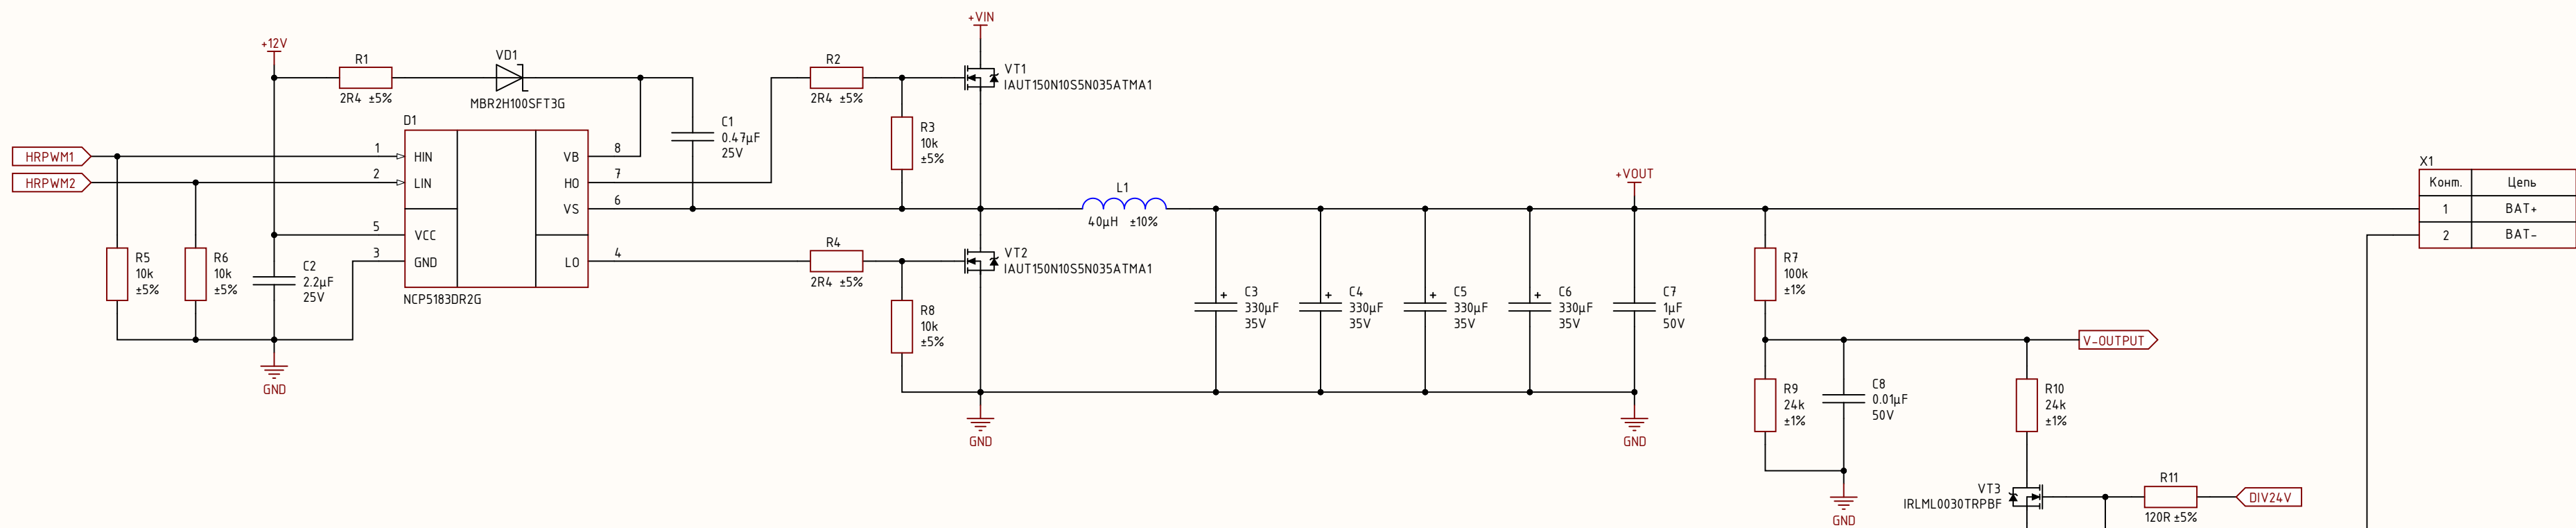 +VIN
+12V
R1
2R4 ±5%
VD1
MBR2H100SFT3G
R2
2R4 ±5%
VT1
IAUT150N10S5N035ATMA1
D1
C1
0.47µF
25V
R3
10k
±5%
HRPWM1
HRPWM2
1
2
5
3
HIN
LIN
VCC
GND
VB
HO
VS
LO
8
7
6
4
NCP5183DR2G
R5
10k
±5%
R6
10k
±5%
C2
2.2µF
25V
GND
R4
2R4 ±5%
VT2
IAUT150N10S5N035ATMA1
R8
10k
±5%
GND
L1
40µH ±10%
C3
330µF
35V
C4
330µF
35V
C5
330µF
35V
C6
330µF
35V
C7
1µF
50V
+VOUT
GND
R7
100k
±1%
R9
24k
±1%
C8
0.01µF
50V
GND
V-OUTPUT
R10
24k
±1%
VT3
IRLML0030TRPBF
R11
120R ±5%
DIV24V
X1
Конт. Цепь
1 BAT+
2 BAT-